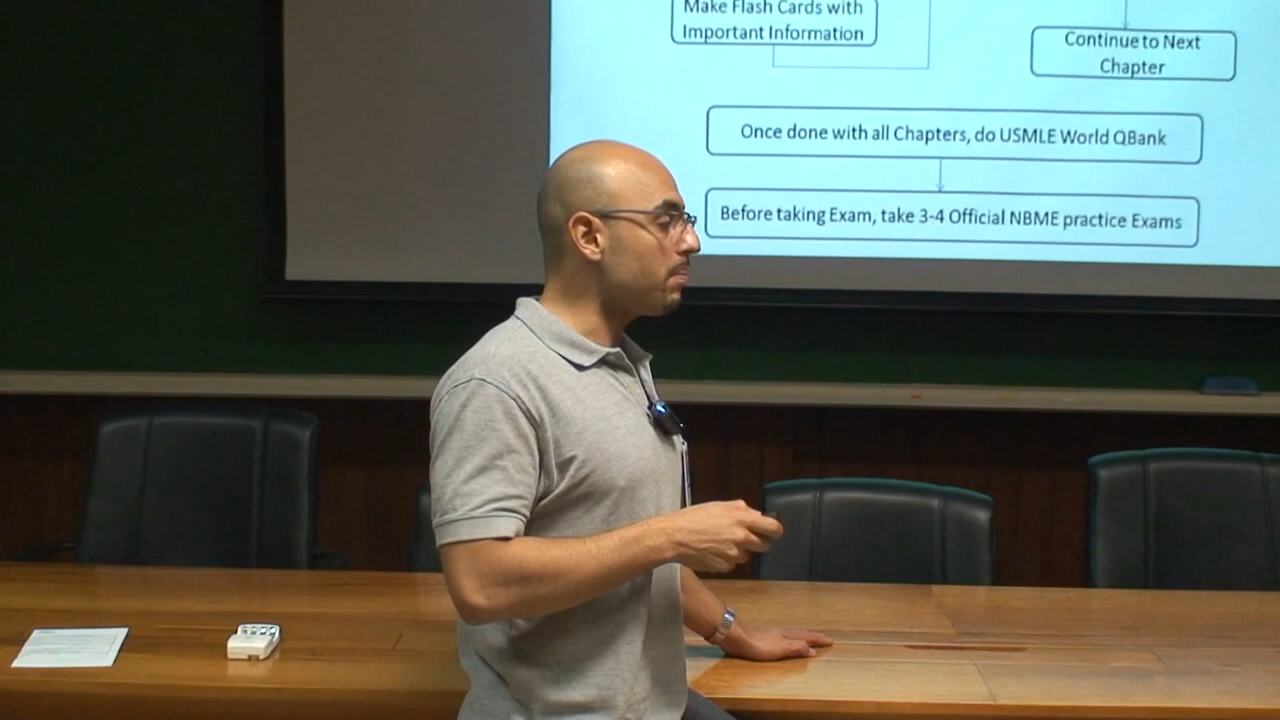 Make Flash Cards with
Important Information
Continue to Next
Chapter
Once done with all Chapters, do USMLE World QBank
Before taking Exam, take 3-4 Official NBME practice Exams